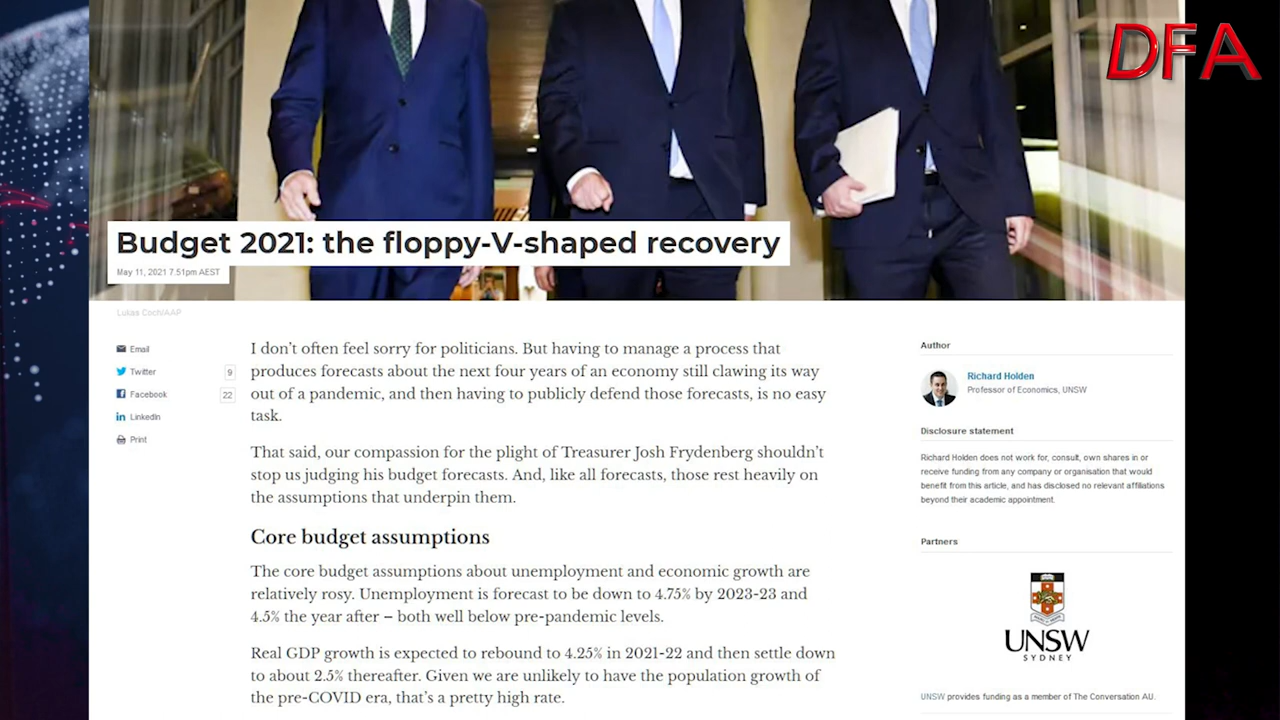 DFA
Budget 2021: the floppy-V-shaped recovery
May 11, 2021 7.51pm AEST
Lukas Coch/AAP
Email
Twitter 9
Facebook 22
LinkedIn
Print
I don't often feel sorry for politicians. But having to manage a process that
produces forecasts about the next four years of an economy still clawing its way
out of a pandemic, and then having to publicly defend those forecasts, is no easy
task.
That said, our compassion for the plight of Treasurer Josh Frydenberg shouldn't
stop us judging his budget forecasts. And, like all forecasts, those rest heavily on
the assumptions that underpin them.
Core budget assumptions
The core budget assumptions about unemployment and economic growth are
relatively rosy. Unemployment is forecast to be down to 4.75% by 2023-23 and
4.5% the year after – both well below pre-pandemic levels.
Real GDP growth is expected to rebound to 4.25% in 2021-22 and then settle down
to about 2.5% thereafter. Given we are unlikely to have the population growth of
the pre-COVID era, that's a pretty high rate.
Author
Richard Holden
Professor of Economics, UNSW
Disclosure statement
Richard Holden does not work for, consult, own shares in or
receive funding from any company or organisation that would
benefit from this article, and has disclosed no relevant affiliations
beyond their academic appointment.
Partners
UNSW
SYDNEY
UNSW provides funding as a member of The Conversation AU.